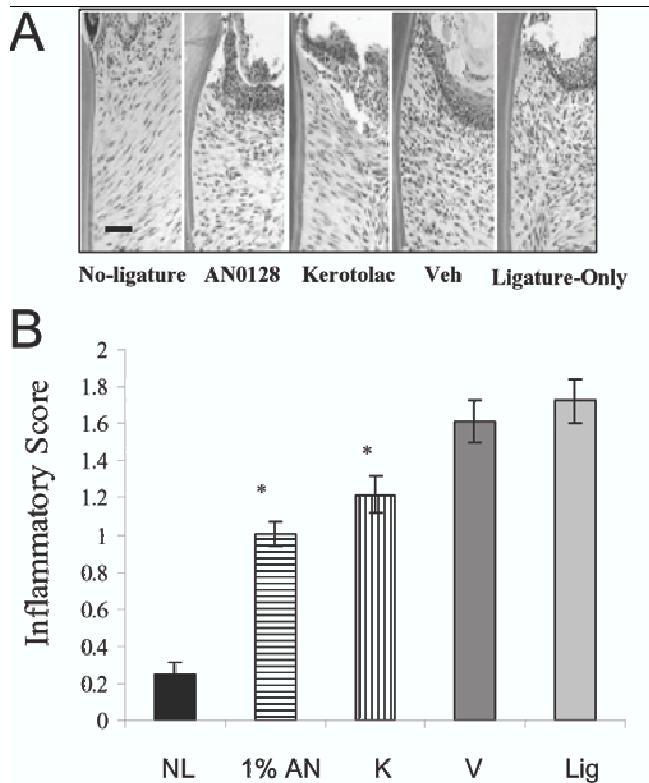 A
No-ligature AN0128 Kerotolac Veh Ligature-Only
B
Inflammatory Score
2
1.8
1.6
1.4
1.2
1
0.8
0.6
0.4
0.2
0
*
*
NL 1% AN K V Lig